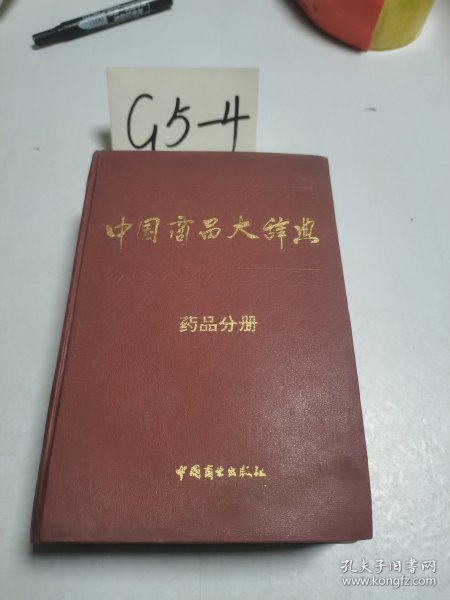 G5-4
中国商品大辞典
药品分册
中国商业出版社
孔夫子旧书网
www.kongfz.com